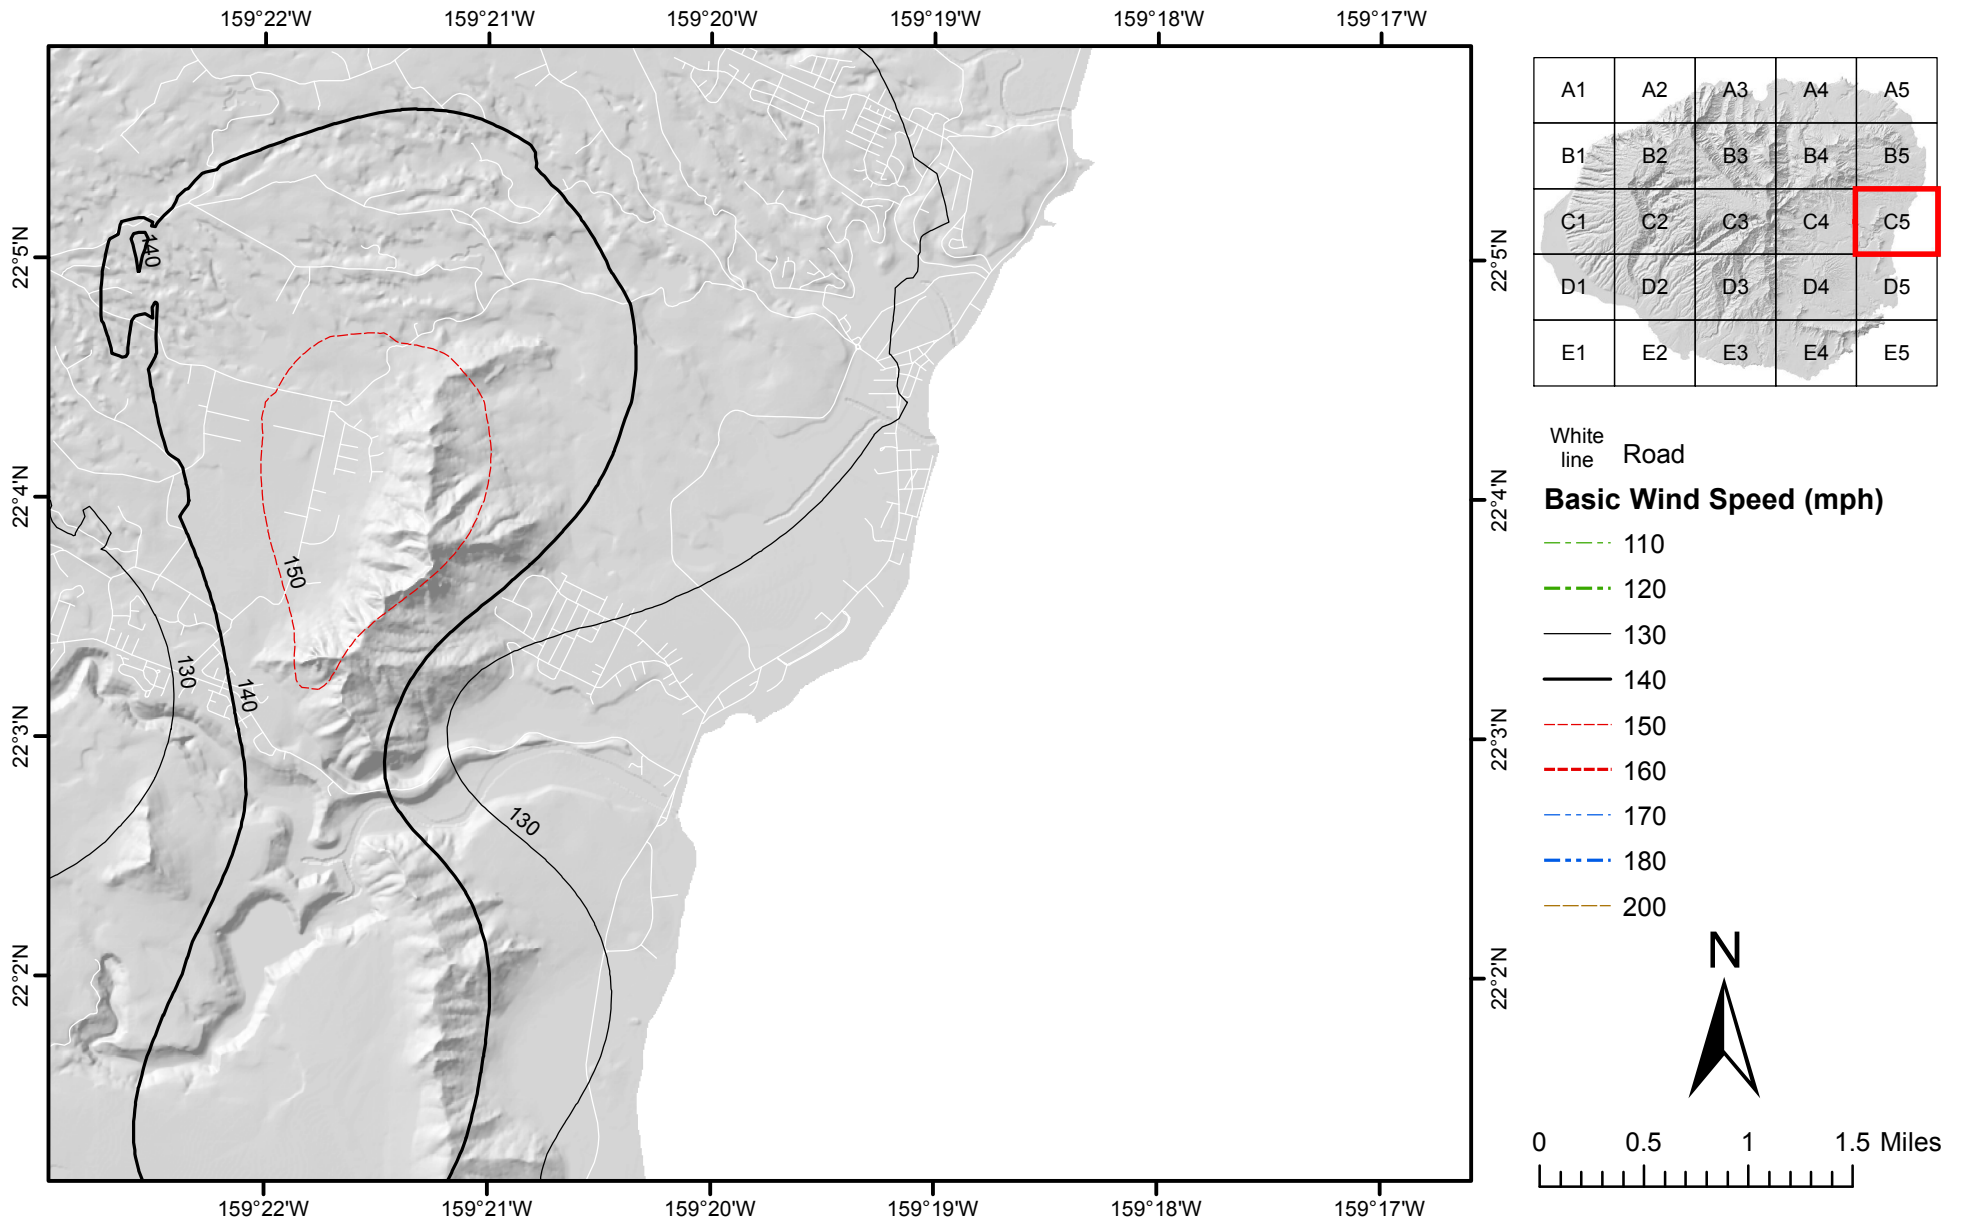 159°22'W 159°21'W 159°20'W 159°19'W 159°18'W 159°17'W
22°5'N
22°4'N
22°3'N
22°2'N
140
150
130
140
130
22°5'N
22°4'N
22°3'N
22°2'N
159°22'W 159°21'W 159°20'W 159°19'W 159°18'W 159°17'W
A1 A2 A3 A4 A5
B1 B2 B3 B4 B5
C1 C2 C3 C4 C5
D1 D2 D3 D4 D5
E1 E2 E3 E4 E5
White
line
Road
Basic Wind Speed (mph)
110
120
130
140
150
160
170
180
200
N
0 0.5 1 1.5 Miles